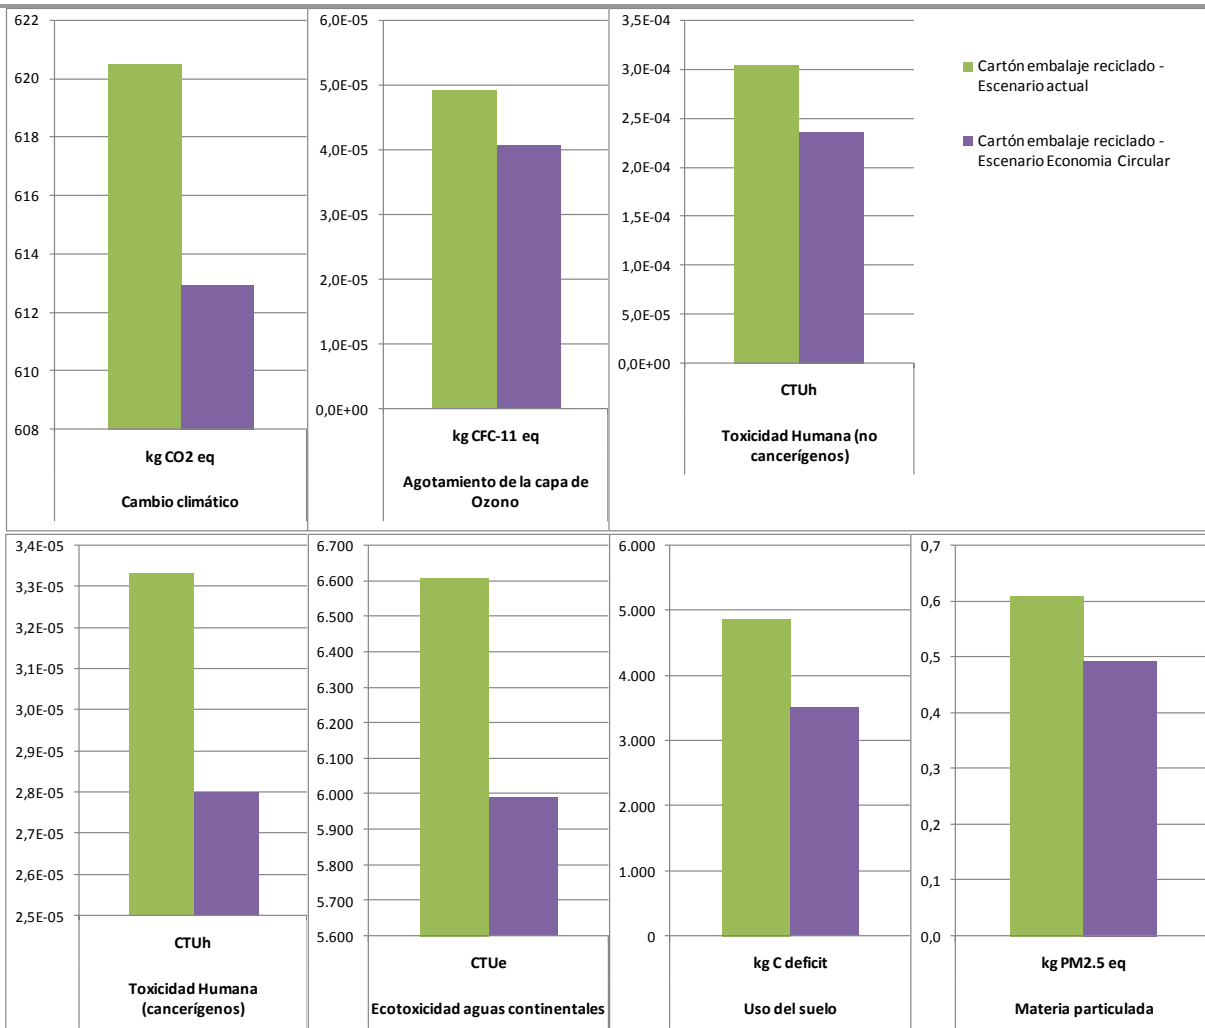 622
620
618
616
614
612
610
608
kg CO2 eq
Cambio climático
6,0E-05
5,0E-05
4,0E-05
3,0E-05
2,0E-05
1,0E-05
0,0E+00
kg CFC-11 eq
Agotamiento de la capa de
Ozono
3,5E-04
3,0E-04
2,5E-04
2,0E-04
1,5E-04
1,0E-04
5,0E-05
0,0E+00
CTUh
Toxicidad Humana (no
cancerígenos)
Cartón embalaje reciclado -
Escenario actual
Cartón embalaje reciclado -
Escenario Economia Circular
3,4E-05
3,3E-05
3,2E-05
3,1E-05
3,0E-05
2,9E-05
2,8E-05
2,7E-05
2,6E-05
2,5E-05
CTUh
Toxicidad Humana
(cancerígenos)
6.700
6.600
6.500
6.400
6.300
6.200
6.100
6.000
5.900
5.800
5.700
5.600
CTUe
Ecotoxicidad aguas continentales
6.000
5.000
4.000
3.000
2.000
1.000
0
kg C deficit
Uso del suelo
0,7
0,6
0,5
0,4
0,3
0,2
0,1
0,0
kg PM2.5 eq
Materia particulada